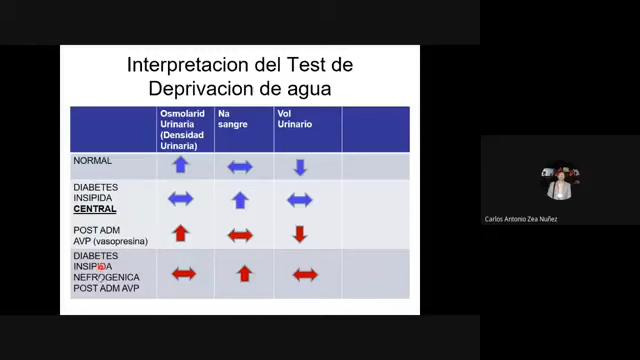 Interpretacion del Test de
Deprivacion de agua
Osmolarid
Urinaria
(Densidad
Urinaria)
Na
sangre
Vol
Urinario
NORMAL
DIABETES
INSIPIDA
CENTRAL
POST ADM
AVP (vasopresina)
DIABETES
INSIPIDA
NEFROGENICA
POST ADM AVP
Carlos Antonio Zea Nuñez